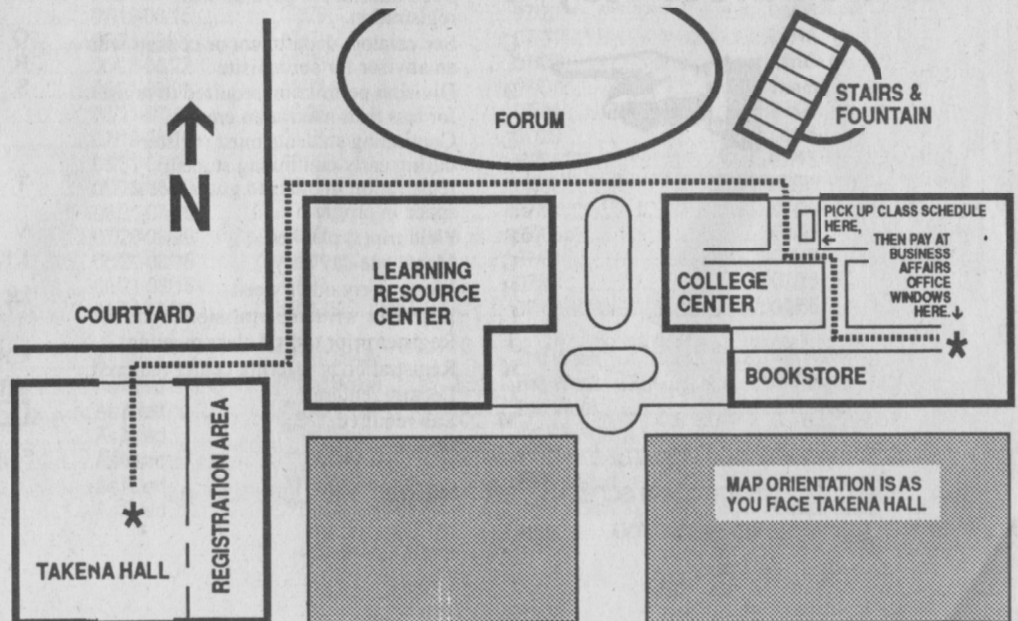 FORUM
STAIRS &
FOUNTAIN
N
PICK UP CLASS SCHEDULE
HERE,
THEN PAY AT
BUSINESS
AFFAIRS
OFFICE
WINDOWS
HERE.
LEARNING
RESOURCE
CENTER
COLLEGE
CENTER
COURTYARD
*
BOOKSTORE
REGISTRATION AREA
MAP ORIENTATION IS AS
YOU FACE TAKENA HALL
*
TAKENA HALL